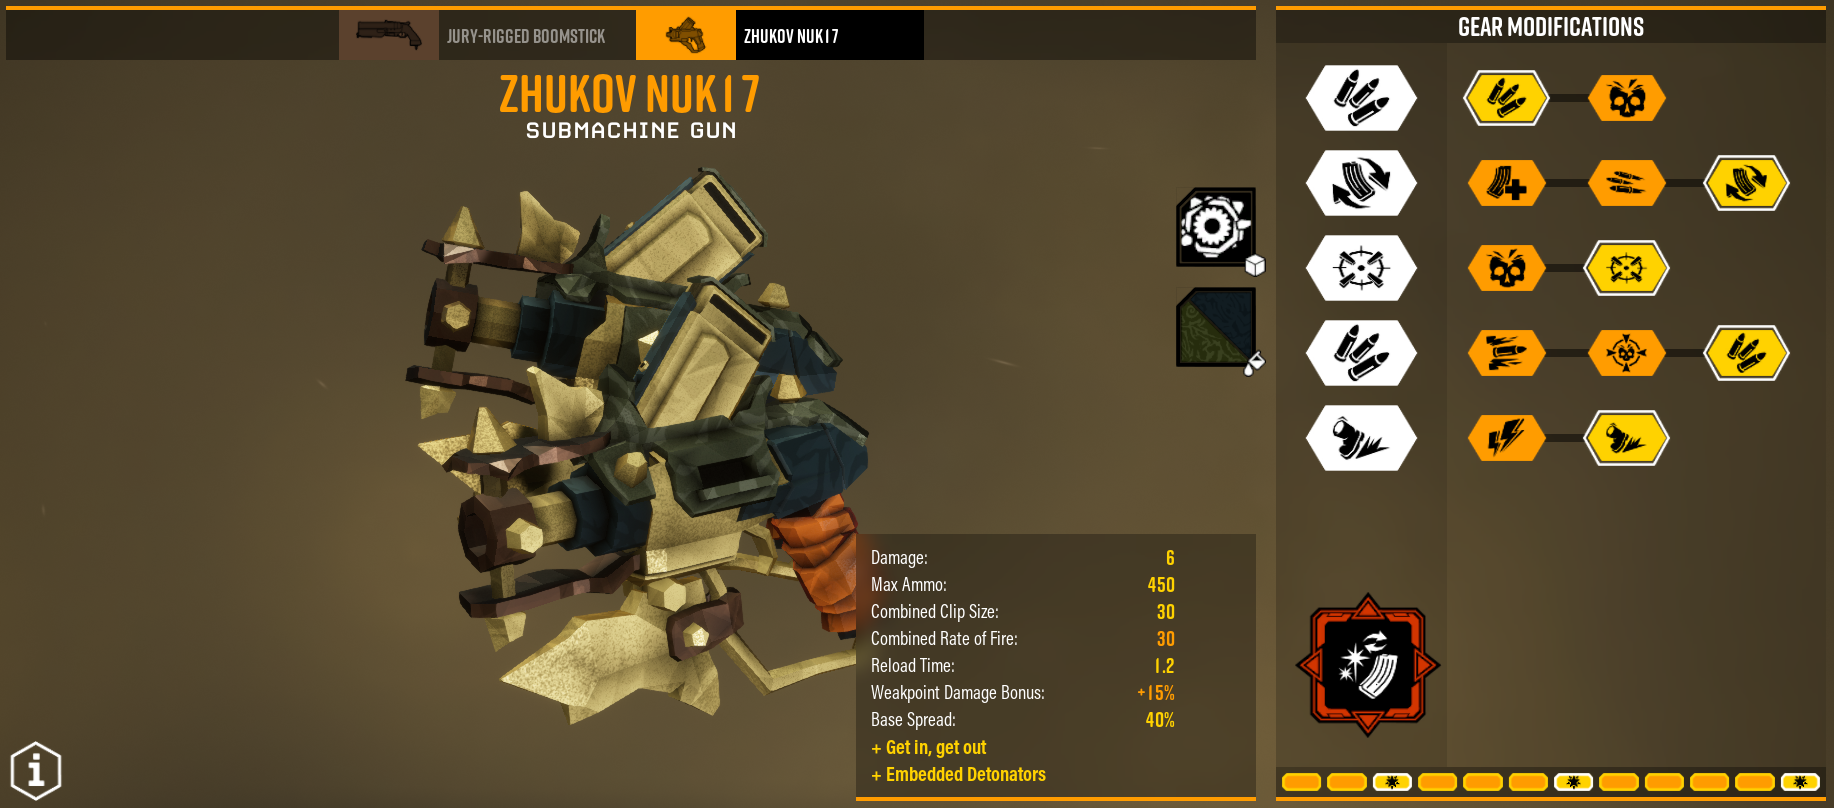 JURY-RIGGED BOOMSTICK
ZHUKOV NUK17
GEAR MODIFICATIONS
ZHUKOV NUK17
SUBMACHINE GUN
Damage: 6
Max Ammo: 450
Combined Clip Size: 30
Combined Rate of Fire: 30
Reload Time: 1.2
Weakpoint Damage Bonus: +15%
Base Spread: 40%
+ Get in, get out
+ Embedded Detonators